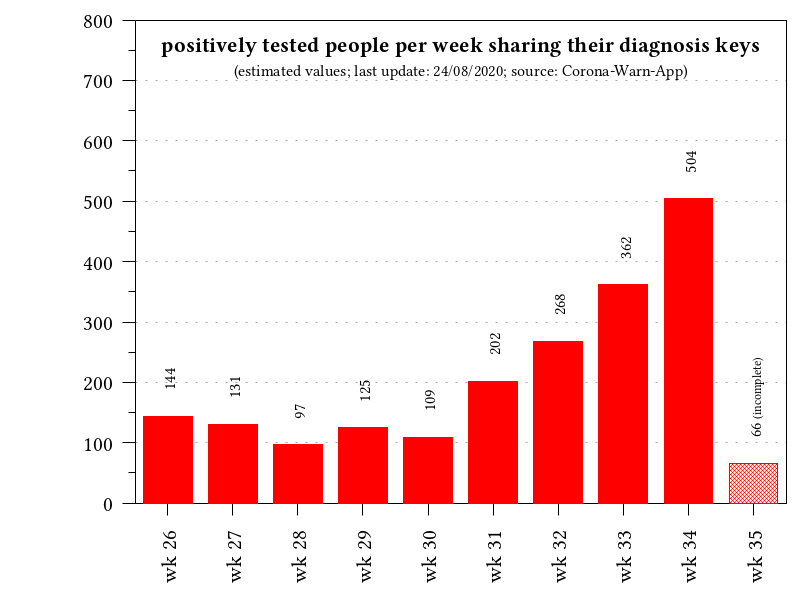 positively tested people per week sharing their diagnosis keys
(estimated values; last update: 24/08/2020; source: Corona-Warn-App)
800
700
600
500
400
300
200
100
0
144
131
97
125
109
202
268
362
504
66 (incomplete)
wk 26
wk 27
wk 28
wk 29
wk 30
wk 31
wk 32
wk 33
wk 34
wk 35